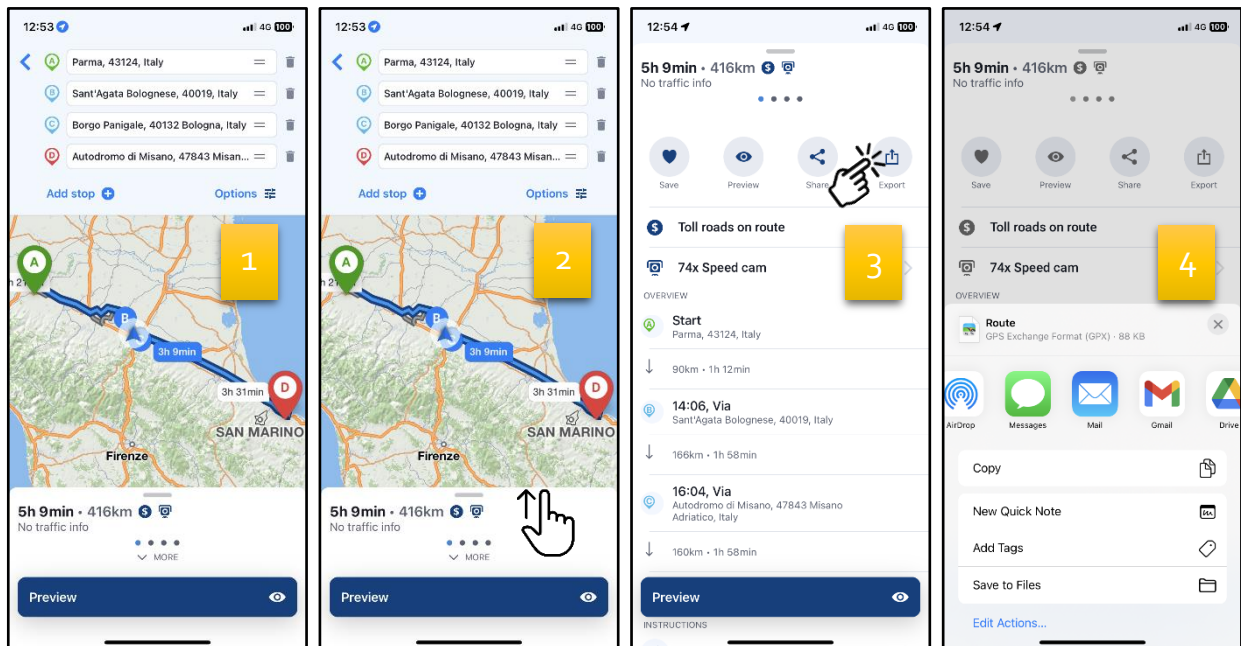 12:53
4G 100
A
Parma, 43124, Italy
B
Sant'Agata Bolognese, 40019, Italy
C
Borgo Panigale, 40132 Bologna, Italy
D
Autodromo di Misano, 47843 Misan...
Add stop
Options
1
A
h 2
B
3h 9min
3h 31min
D
SAN MARINO
Firenze
5h 9min • 416km
No traffic info
MORE
Preview
12:53
4G 100
A
Parma, 43124, Italy
B
Sant'Agata Bolognese, 40019, Italy
C
Borgo Panigale, 40132 Bologna, Italy
D
Autodromo di Misano, 47843 Misan...
Add stop
Options
2
A
h 2
B
3h 9min
3h 31min
D
SAN MARINO
Firenze
5h 9min • 416km
No traffic info
MORE
Preview
12:54
4G 100
5h 9min • 416km
No traffic info
Save
Preview
Share
Export
Toll roads on route
3
74x Speed cam
OVERVIEW
A
Start
Parma, 43124, Italy
90km • 1h 12min
B
14:06, Via
Sant'Agata Bolognese, 40019, Italy
166km • 1h 58min
C
16:04, Via
Autodromo di Misano, 47843 Misano
Adriatico, Italy
160km • 1h 58min
Preview
INSTRUCTIONS
12:54
4G 100
5h 9min • 416km
No traffic info
Save
Preview
Share
Export
Toll roads on route
4
74x Speed cam
OVERVIEW
Route
GPS Exchange Format (GPX) · 88 KB
AirDrop
Messages
Mail
Gmail
Drive
Copy
New Quick Note
Add Tags
Save to Files
Edit Actions...